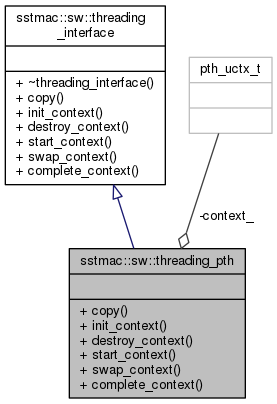 sstmac::sw::threading
_interface
+ ~threading_interface()
+ copy()
+ init_context()
+ destroy_context()
+ start_context()
+ swap_context()
+ complete_context()
pth_uctx_t
-context_
sstmac::sw::threading_pth
+ copy()
+ init_context()
+ destroy_context()
+ start_context()
+ swap_context()
+ complete_context()